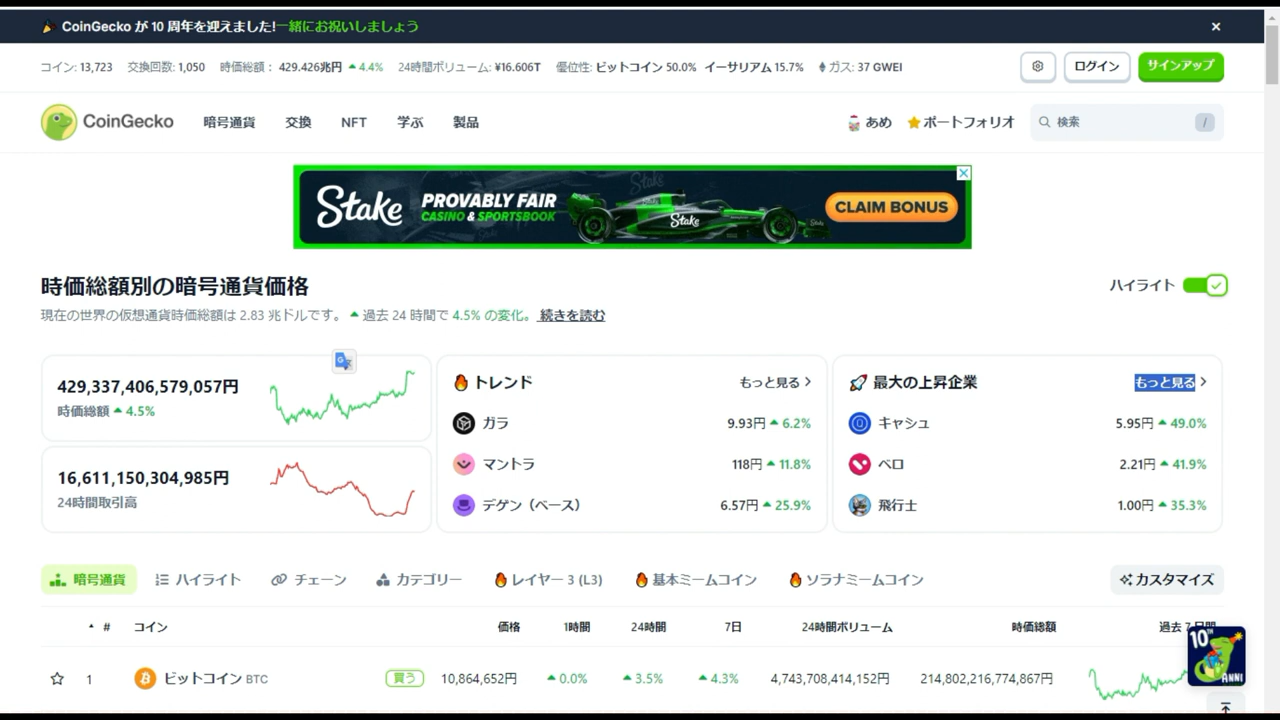 CoinGecko が 10 周年を迎えました!一緒にお祝いしましょう
コイン: 13,723 交換回数: 1,050 時価総額： 429.426兆円 4.4% 24時間ボリューム: ¥16.606T 優位性: ビットコイン 50.0% イーサリアム 15.7% ガス: 37 GWEI
ログイン
サインアップ
CoinGecko 暗号通貨 交換 NFT 学ぶ 製品 あめ ポートフォリオ 検索 /
Stake PROVABLY FAIR CLAIM BONUS
CASINO & SPORTSBOOK
時価総額別の暗号通貨価格
ハイライト
現在の世界の仮想通貨時価総額は 2.83 兆ドルです。 過去 24 時間で 4.5% の変化。 続きを読む
429,337,406,579,057円
時価総額 4.5%
16,611,150,304,985円
24時間取引高
トレンド もっと見る
ガラ 9.93円 6.2%
マントラ 118円 11.8%
デゲン（ベース） 6.57円 25.9%
最大の上昇企業 もっと見る
キャシュ 5.95円 49.0%
ベロ 2.21円 41.9%
飛行士 1.00円 35.3%
暗号通貨 ハイライト チェーン カテゴリー レイヤー 3 (L3) 基本ミームコイン ソラナミームコイン カスタマイズ
# コイン 価格 1時間 24時間 7日 24時間ボリューム 時価総額 過去 7 日間
1 ビットコイン BTC 買う 10,864,652円 0.0% 3.5% 4.3% 4,743,708,414,152円 214,802,216,774,867円
10TH
ANNI